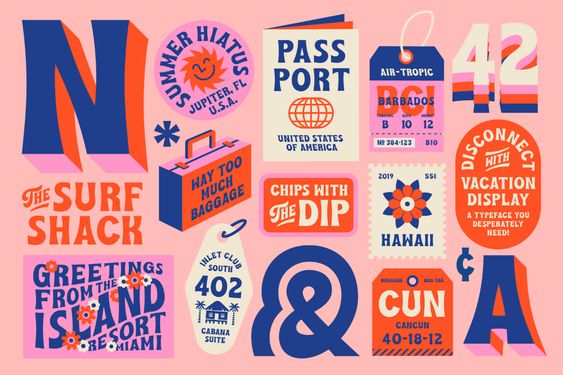 N
SUMMER HIATUS
JUPITER, FL
U.S.A.
PASS
PORT
UNITED STATES
OF AMERICA
AIR-TROPIC
BGI
BARBADOS
B 10 12
Nº 384-123 B10
42
*
WAY TOO
MUCH
BAGGAGE
DISCONNECT
WITH
VACATION
DISPLAY
A TYPEFACE YOU
DESPERATELY
NEED!
THE SURF
SHACK
CHIPS WITH
THE DIP
2019 55¢
HAWAII
GREETINGS
FROM THE
ISLAND
RESORT
MIAMI
INLET CLUB
SOUTH
402
CABANA
SUITE
&
BAGGAGE BAG TAG
CUN
CANCUN
40-18-12
¢
A